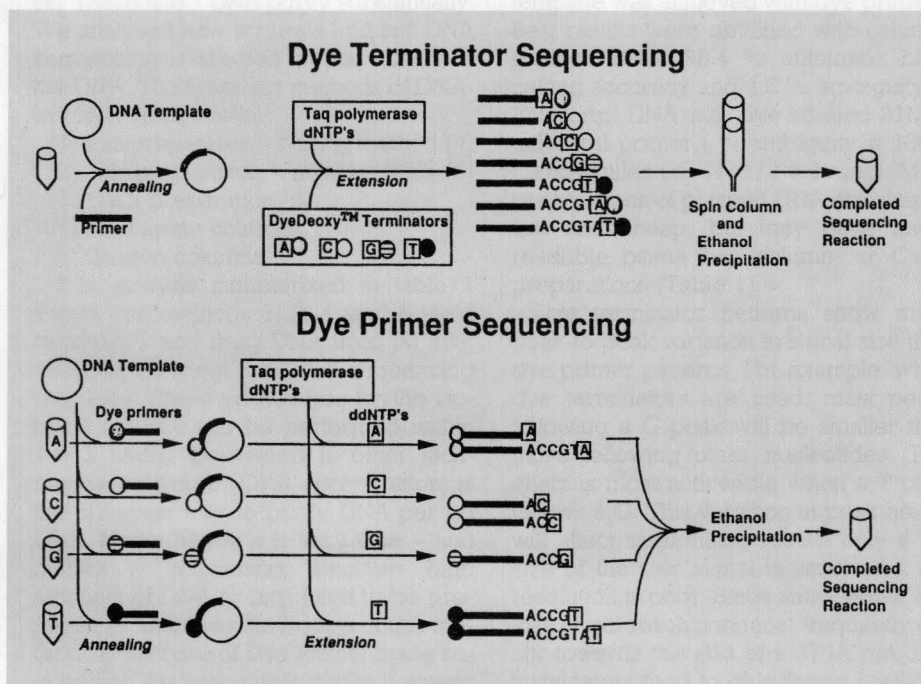 Dye Terminator Sequencing
DNA Template
Taq polymerase
dNTP's
Annealing
Extension
Primer
DyeDeoxy™ Terminators
A C G T
A
AC
ACC
ACCG
ACCGT
ACCGTA
ACCGTAT
Spin Column
and
Ethanol
Precipitation
Completed
Sequencing
Reaction
Dye Primer Sequencing
DNA Template
Taq polymerase
dNTP's
Dye primers
ddNTP's
A
A
A
ACCGTA
C
C
AC
ACC
G
G
ACCG
T
T
ACCGT
ACCGTAT
Annealing
Extension
Ethanol
Precipitation
Completed
Sequencing
Reaction